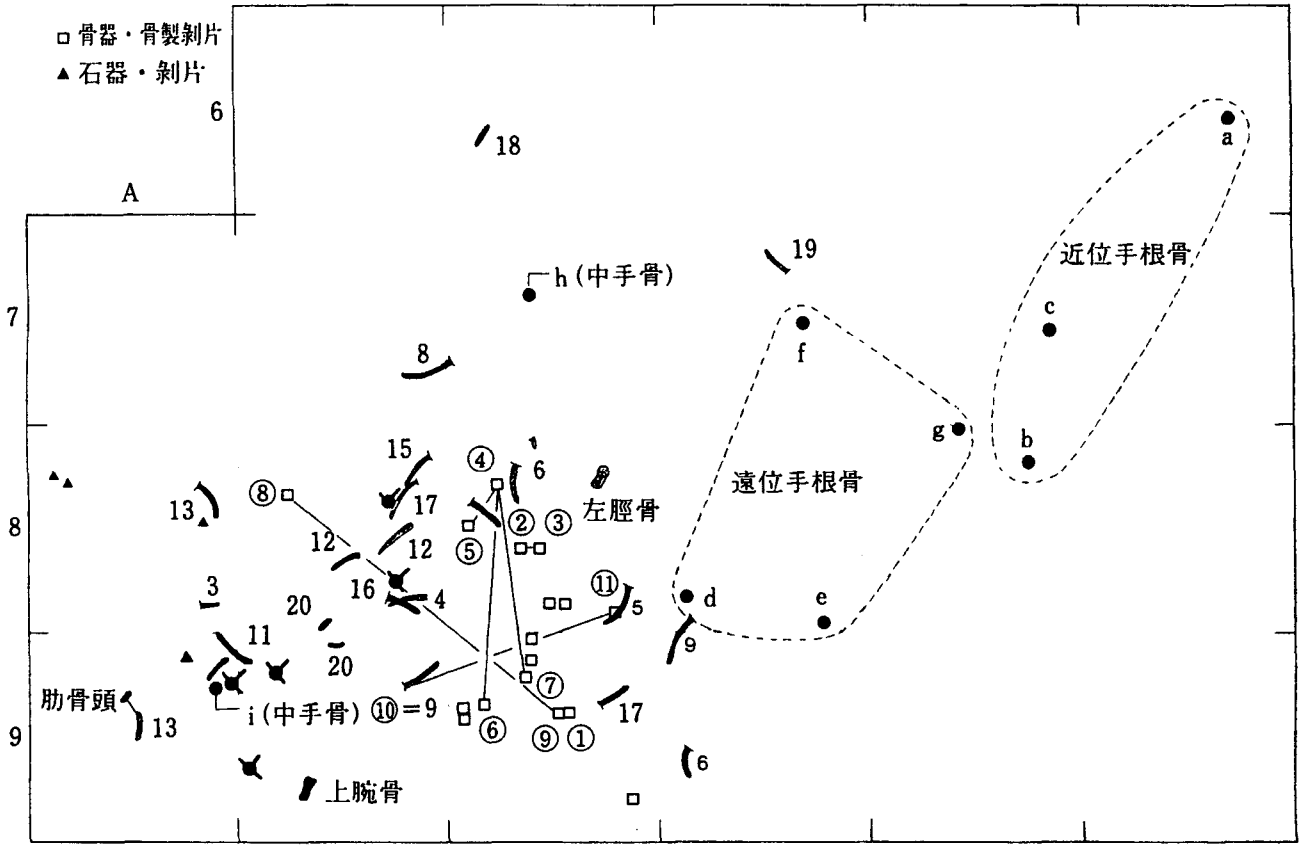 □ 骨器・骨製剝片
▲ 石器・剝片
6
18
a
A
19
近位手根骨
h (中手骨)
7
c
f
8
g
b
15
④
6
遠位手根骨
⑧
17
左脛骨
13
8
②
③
⑤
12
12
⑪
16
3
4
5
d
e
20
11
20
9
⑦
肋骨頭
i (中手骨)
⑩=9
17
13
⑥
⑨
①
9
6
上腕骨